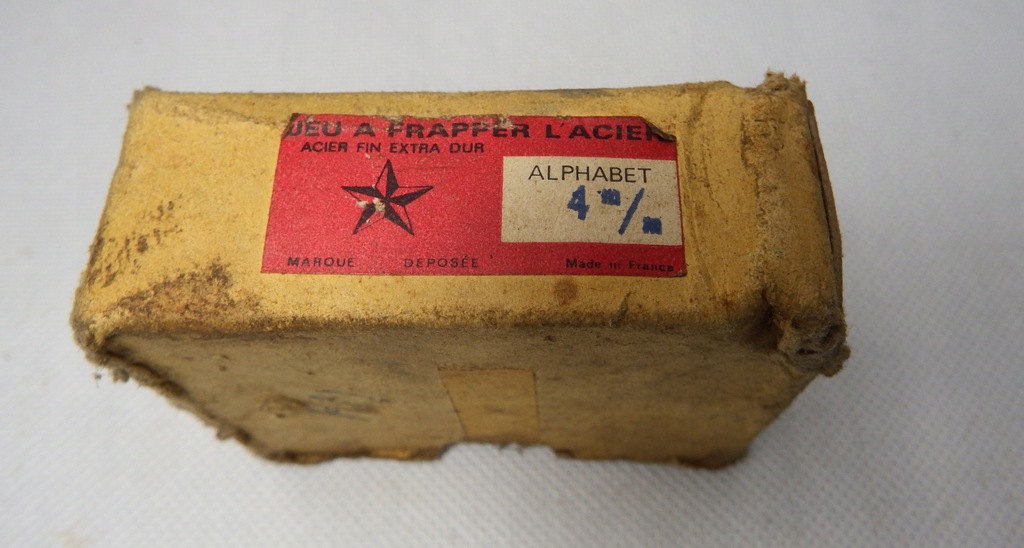 JEU A FRAPPER L'ACIER
ACIER FIN EXTRA DUR
ALPHABET
4 m/m
MARQUE DEPOSÉE
Made in France